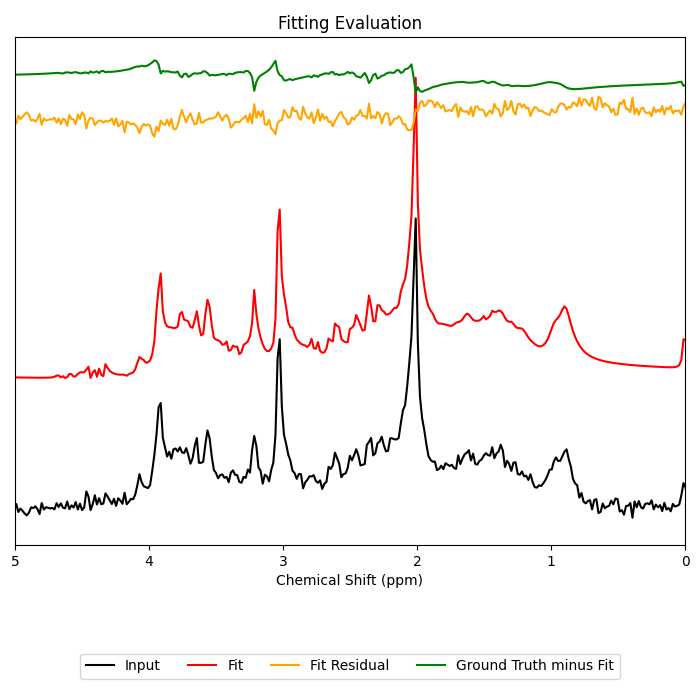 Fitting Evaluation
5 4 3 2 1 0
Chemical Shift (ppm)
Input Fit Fit Residual Ground Truth minus Fit